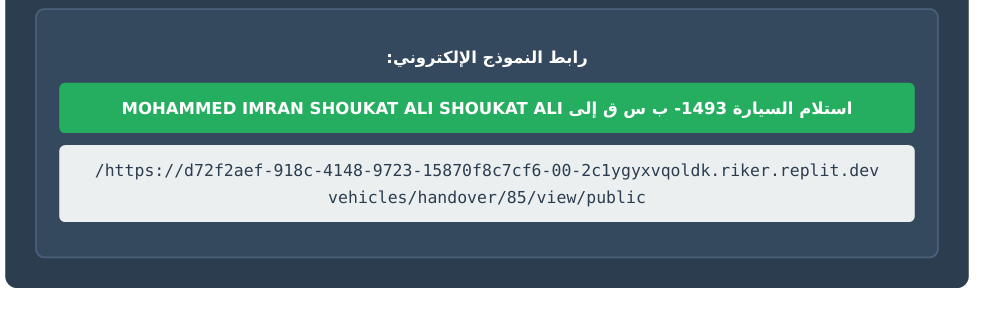 رابط النموذج الإلكتروني:
استلام السيارة 1493- ب س ق إلى MOHAMMED IMRAN SHOUKAT ALI SHOUKAT ALI
https://d72f2aef-918c-4148-9723-15870f8c7cf6-00-2c1ygyxvqoldk.riker.replit.dev/
vehicles/handover/85/view/public